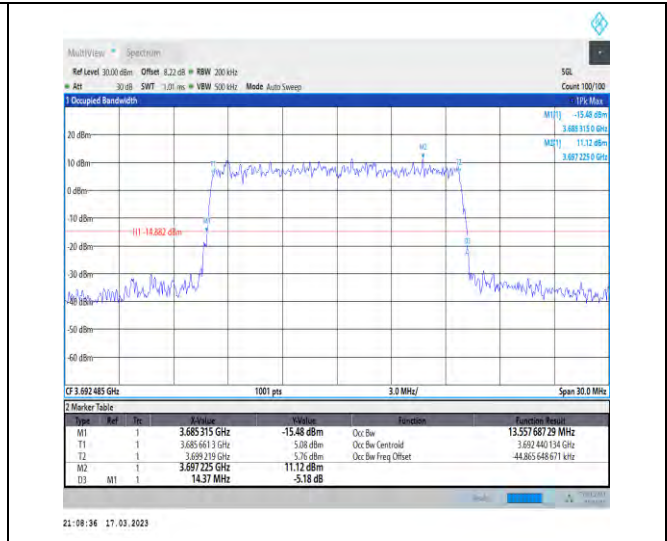 MultiView Spectrum
Ref Level 30.00 dBm Offset 8.22 dB RBW 200 kHz SGL
Att 30 dB SWT 1.01 ms VBW 500 kHz Mode Auto Sweep Count 100/100
1 Occupied Bandwidth 1Pk Max
M1[1] -15.48 dBm
3.685 315 0 GHz
M2[1] 11.12 dBm
3.697 225 0 GHz
20 dBm
M2
10 dBm
T1
T2
0 dBm
-10 dBm
M1
H1 -14.882 dBm
-20 dBm
D3
-30 dBm
-40 dBm
-50 dBm
-60 dBm
CF 3.692 485 GHz 1001 pts 3.0 MHz/ Span 30.0 MHz
2 Marker Table
Type Ref Trc X-Value Y-Value Function Function Result
M1 1 3.685 315 GHz -15.48 dBm Occ Bw 13.557 687 29 MHz
T1 1 3.685 661 3 GHz 5.08 dBm Occ Bw Centroid 3.692 440 134 GHz
T2 1 3.699 219 GHz 5.76 dBm Occ Bw Freq Offset -44.865 648 671 kHz
M2 1 3.697 225 GHz 11.12 dBm
D3 M1 1 14.37 MHz -5.18 dB
21:08:36 17.03.2023